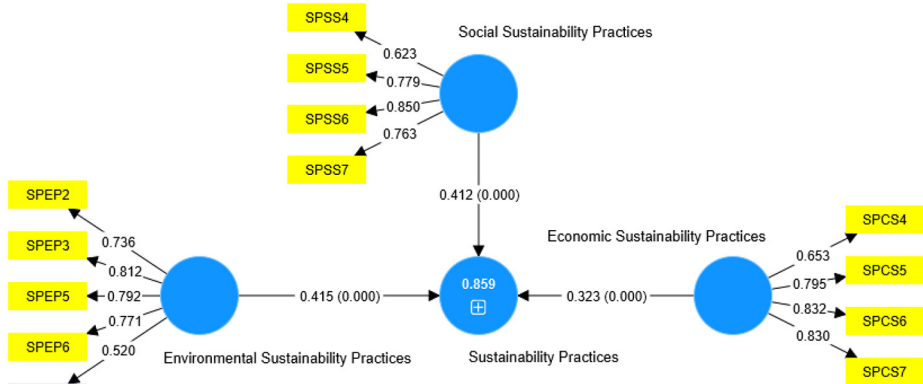 SPSS4
Social Sustainability Practices
0.623
SPSS5
0.779
SPSS6
0.850
0.763
SPSS7
SPEP2
0.412 (0.000)
SPCS4
Economic Sustainability Practices
SPEP3
0.736
0.653
0.812
SPCS5
0.795
0.859
SPEP5
0.792
0.415 (0.000)
0.323 (0.000)
0.832
SPCS6
0.771
0.830
SPEP6
0.520
Environmental Sustainability Practices
Sustainability Practices
SPCS7